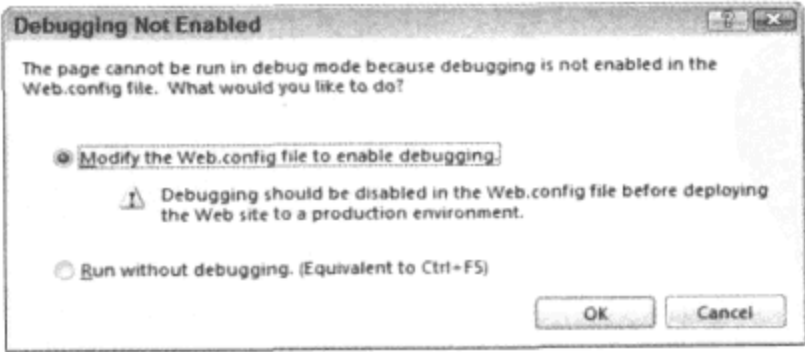 Debugging Not Enabled
The page cannot be run in debug mode because debugging is not enabled in the
Web.config file. What would you like to do?
Modify the Web.config file to enable debugging.
Debugging should be disabled in the Web.config file before deploying
the Web site to a production environment.
Run without debugging. (Equivalent to Ctrl+F5)
OK
Cancel